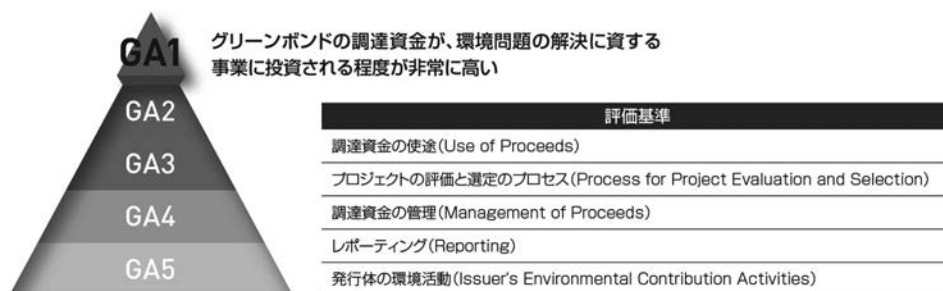 GA1
グリーンボンドの調達資金が、環境問題の解決に資する
事業に投資される程度が非常に高い
GA2
GA3
GA4
GA5
評価基準
調達資金の使途(Use of Proceeds)
プロジェクトの評価と選定のプロセス(Process for Project Evaluation and Selection)
調達資金の管理(Management of Proceeds)
レポーティング(Reporting)
発行体の環境活動(Issuer's Environmental Contribution Activities)